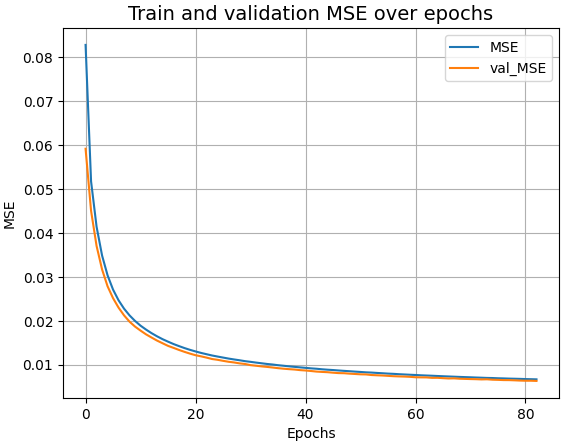 Train and validation MSE over epochs
MSE
val_MSE
0.08
0.07
0.06
0.05
0.04
0.03
0.02
0.01
MSE
0 20 40 60 80
Epochs